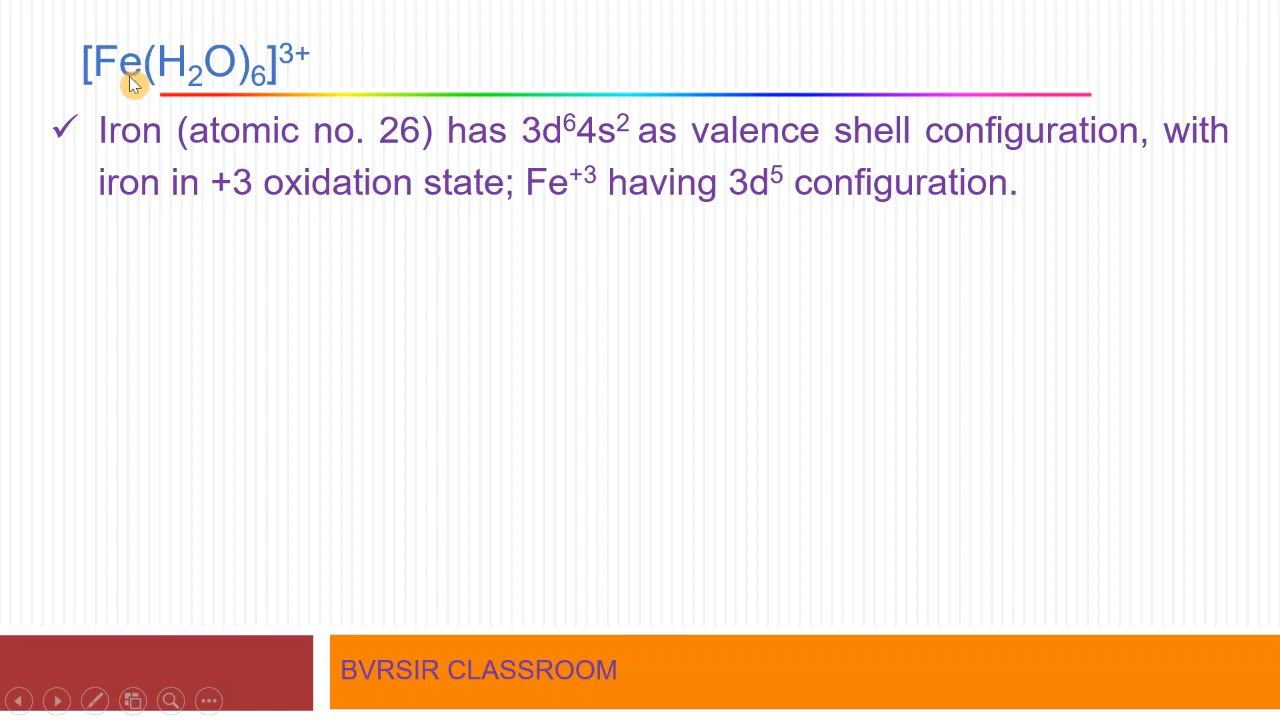 [Fe(H₂O)₆]³⁺
✓ Iron (atomic no. 26) has 3d⁶4s² as valence shell configuration, with
iron in +3 oxidation state; Fe⁺³ having 3d⁵ configuration.
BVRSIR CLASSROOM